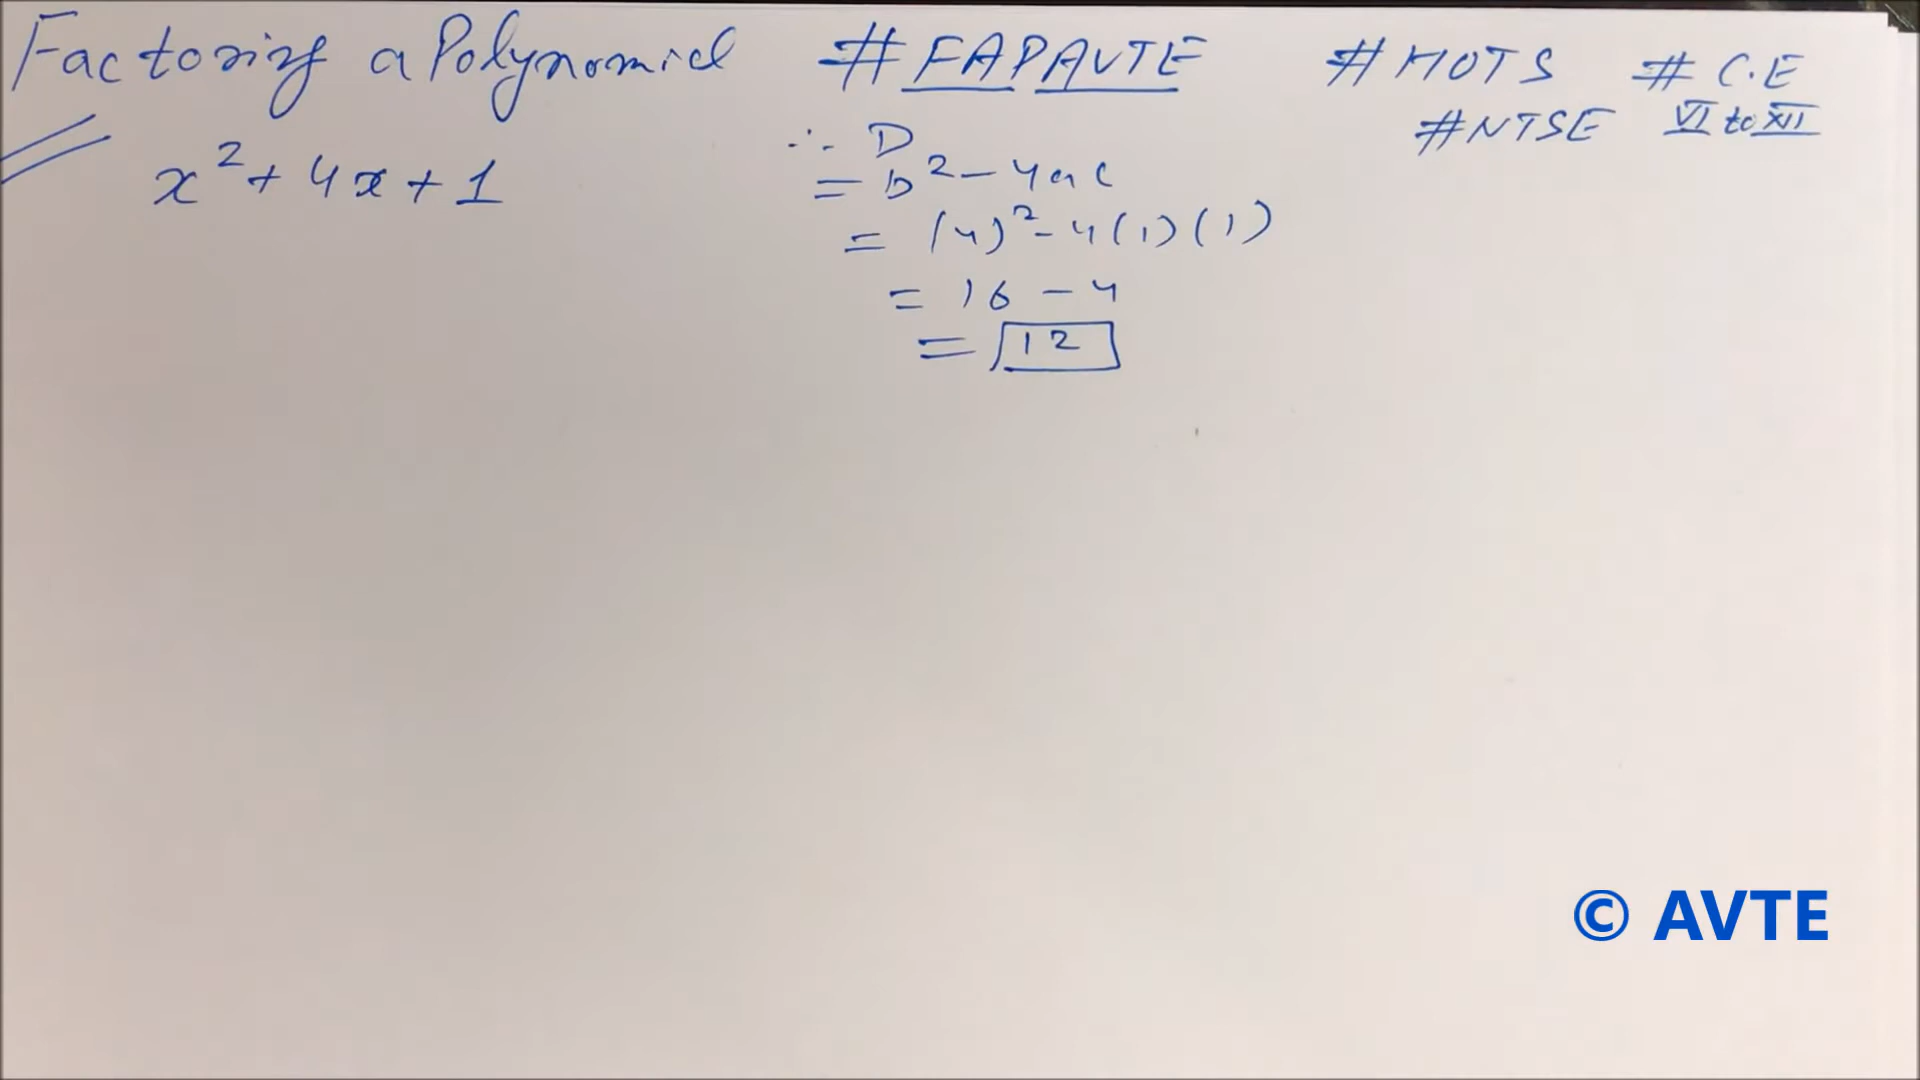 Factoring a Polynomial #FAPAVTE #HOTS #C.E
#NTSE VI to XII
x² + 4x + 1
∴ D
= b² - 4ac
= (4)² - 4(1)(1)
= 16 - 4
= 12
© AVTE